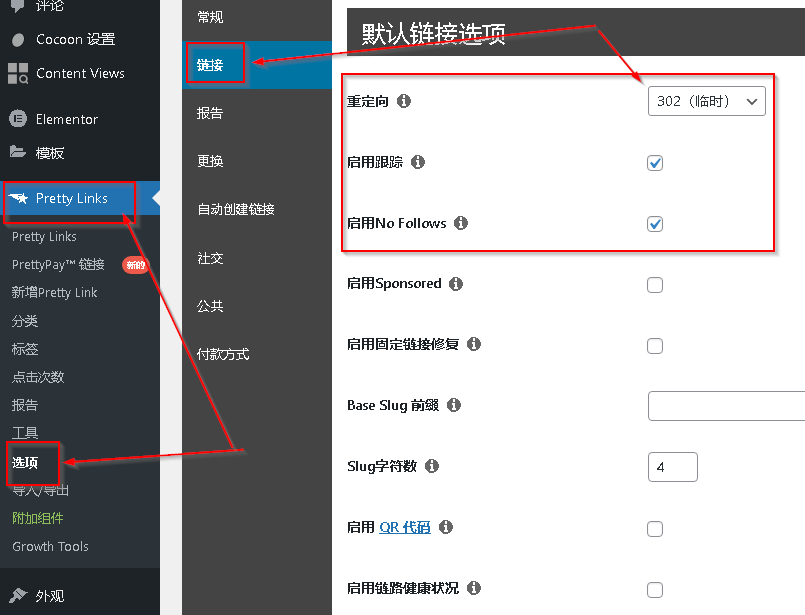 评论
Cocoon 设置
Content Views
Elementor
模板
Pretty Links
Pretty Links
PrettyPay™ 链接 新的
新增Pretty Link
分类
标签
点击次数
报告
工具
选项
导入/导出
附加组件
Growth Tools
外观
常规
链接
报告
更换
自动创建链接
社交
公共
付款方式
默认链接选项
重定向
302（临时）
启用跟踪
启用No Follows
启用Sponsored
启用固定链接修复
Base Slug 前缀
Slug字符数
4
启用 QR 代码
启用链路健康状况